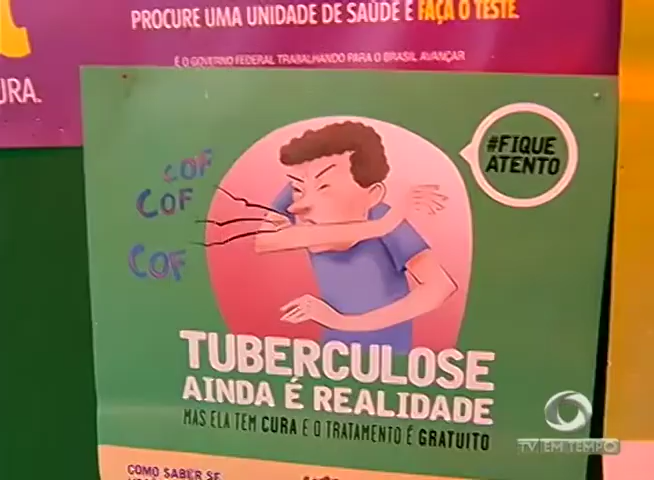 PROCURE UMA UNIDADE DE SAÚDE E FAÇA O TESTE.
E O GOVERNO FEDERAL TRABALHANDO PARA O BRASIL AVANÇAR
URA.
#FIQUE
ATENTO
COF
COF
COF
TUBERCULOSE
AINDA É REALIDADE
MAS ELA TEM CURA E O TRATAMENTO É GRATUITO
TV EM TEMPO
COMO SABER SE